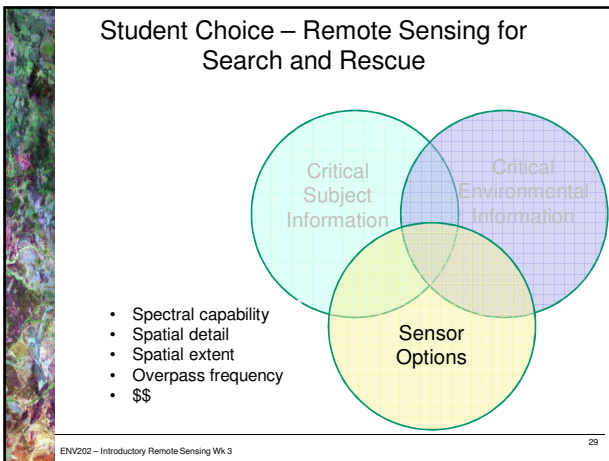 Student Choice – Remote Sensing for
Search and Rescue
Critical
Subject
Information
Critical
Environmental
Information
• Spectral capability
• Spatial detail
• Spatial extent
• Overpass frequency
• $$
Sensor
Options
ENV202 – Introductory Remote Sensing Wk 3
29